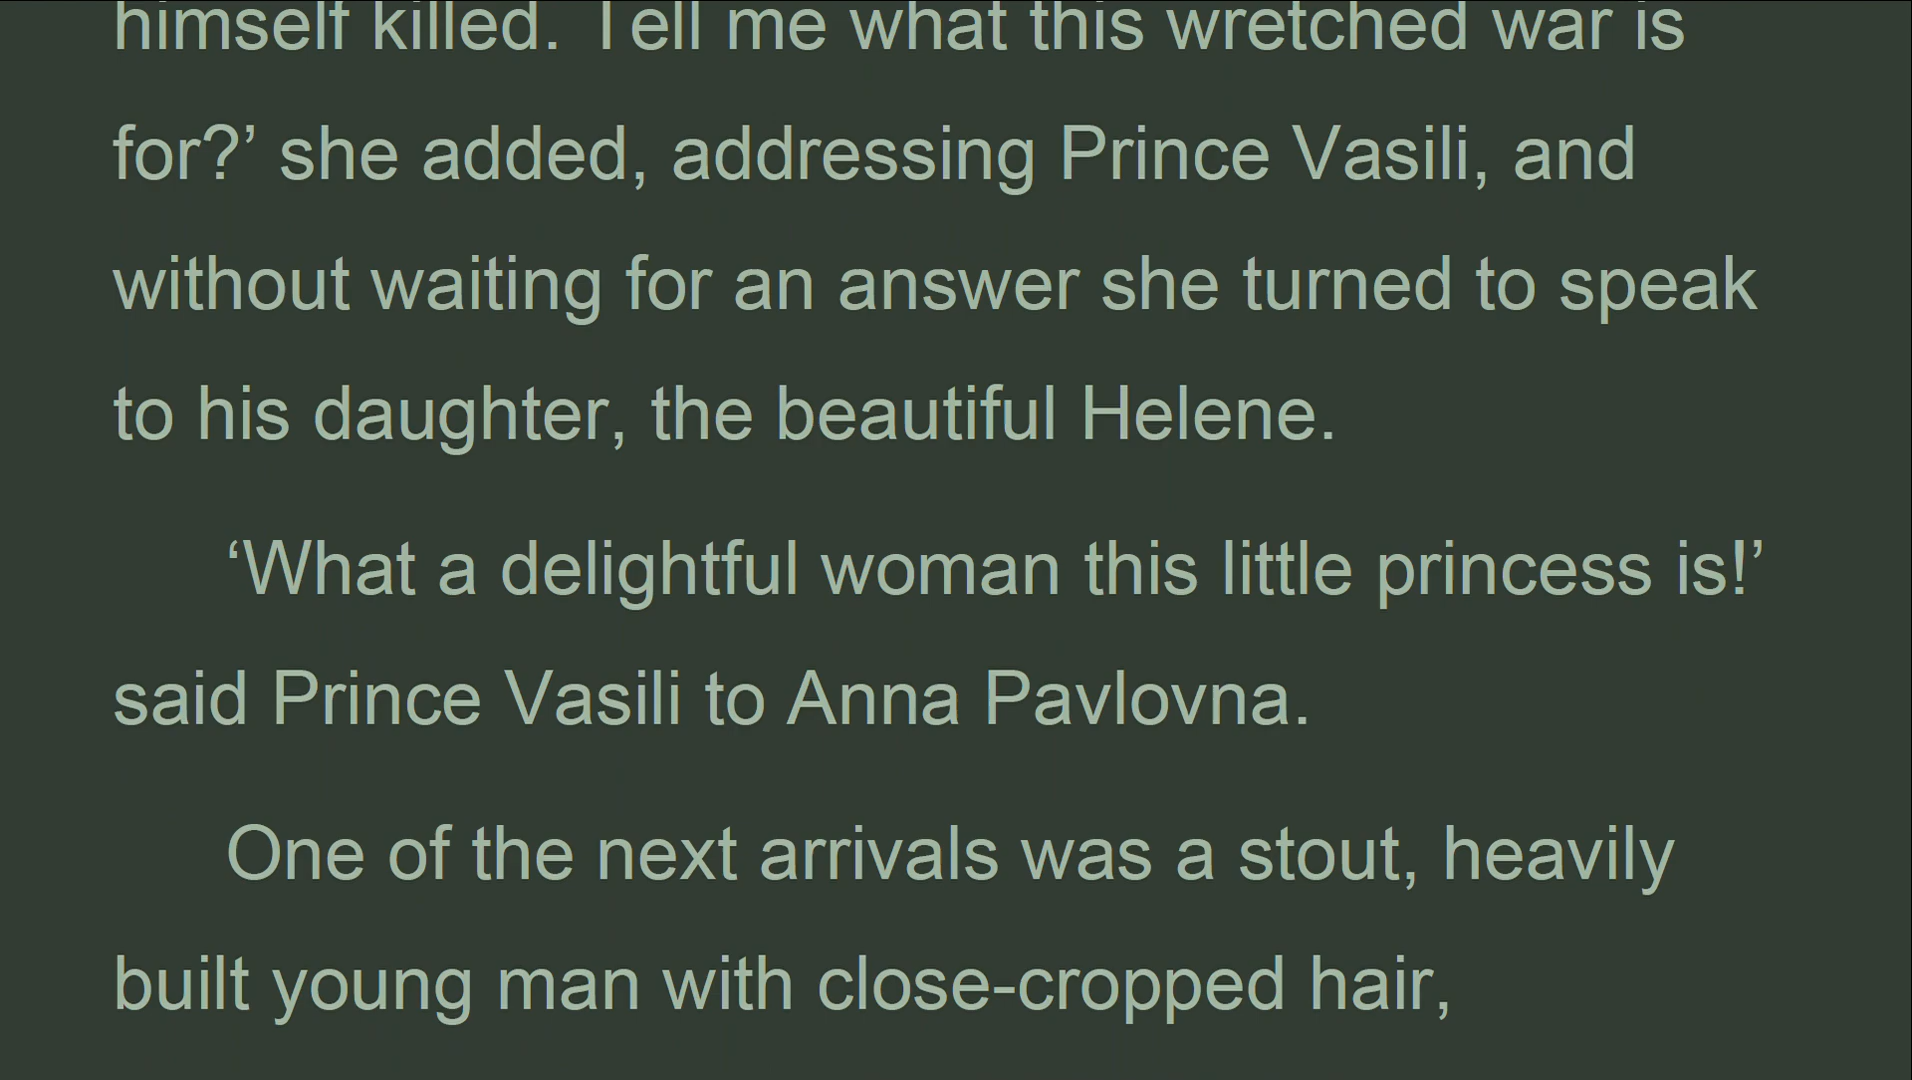 himself killed. Tell me what this wretched war is
for?’ she added, addressing Prince Vasili, and
without waiting for an answer she turned to speak
to his daughter, the beautiful Helene.
‘What a delightful woman this little princess is!’
said Prince Vasili to Anna Pavlovna.
One of the next arrivals was a stout, heavily
built young man with close-cropped hair,